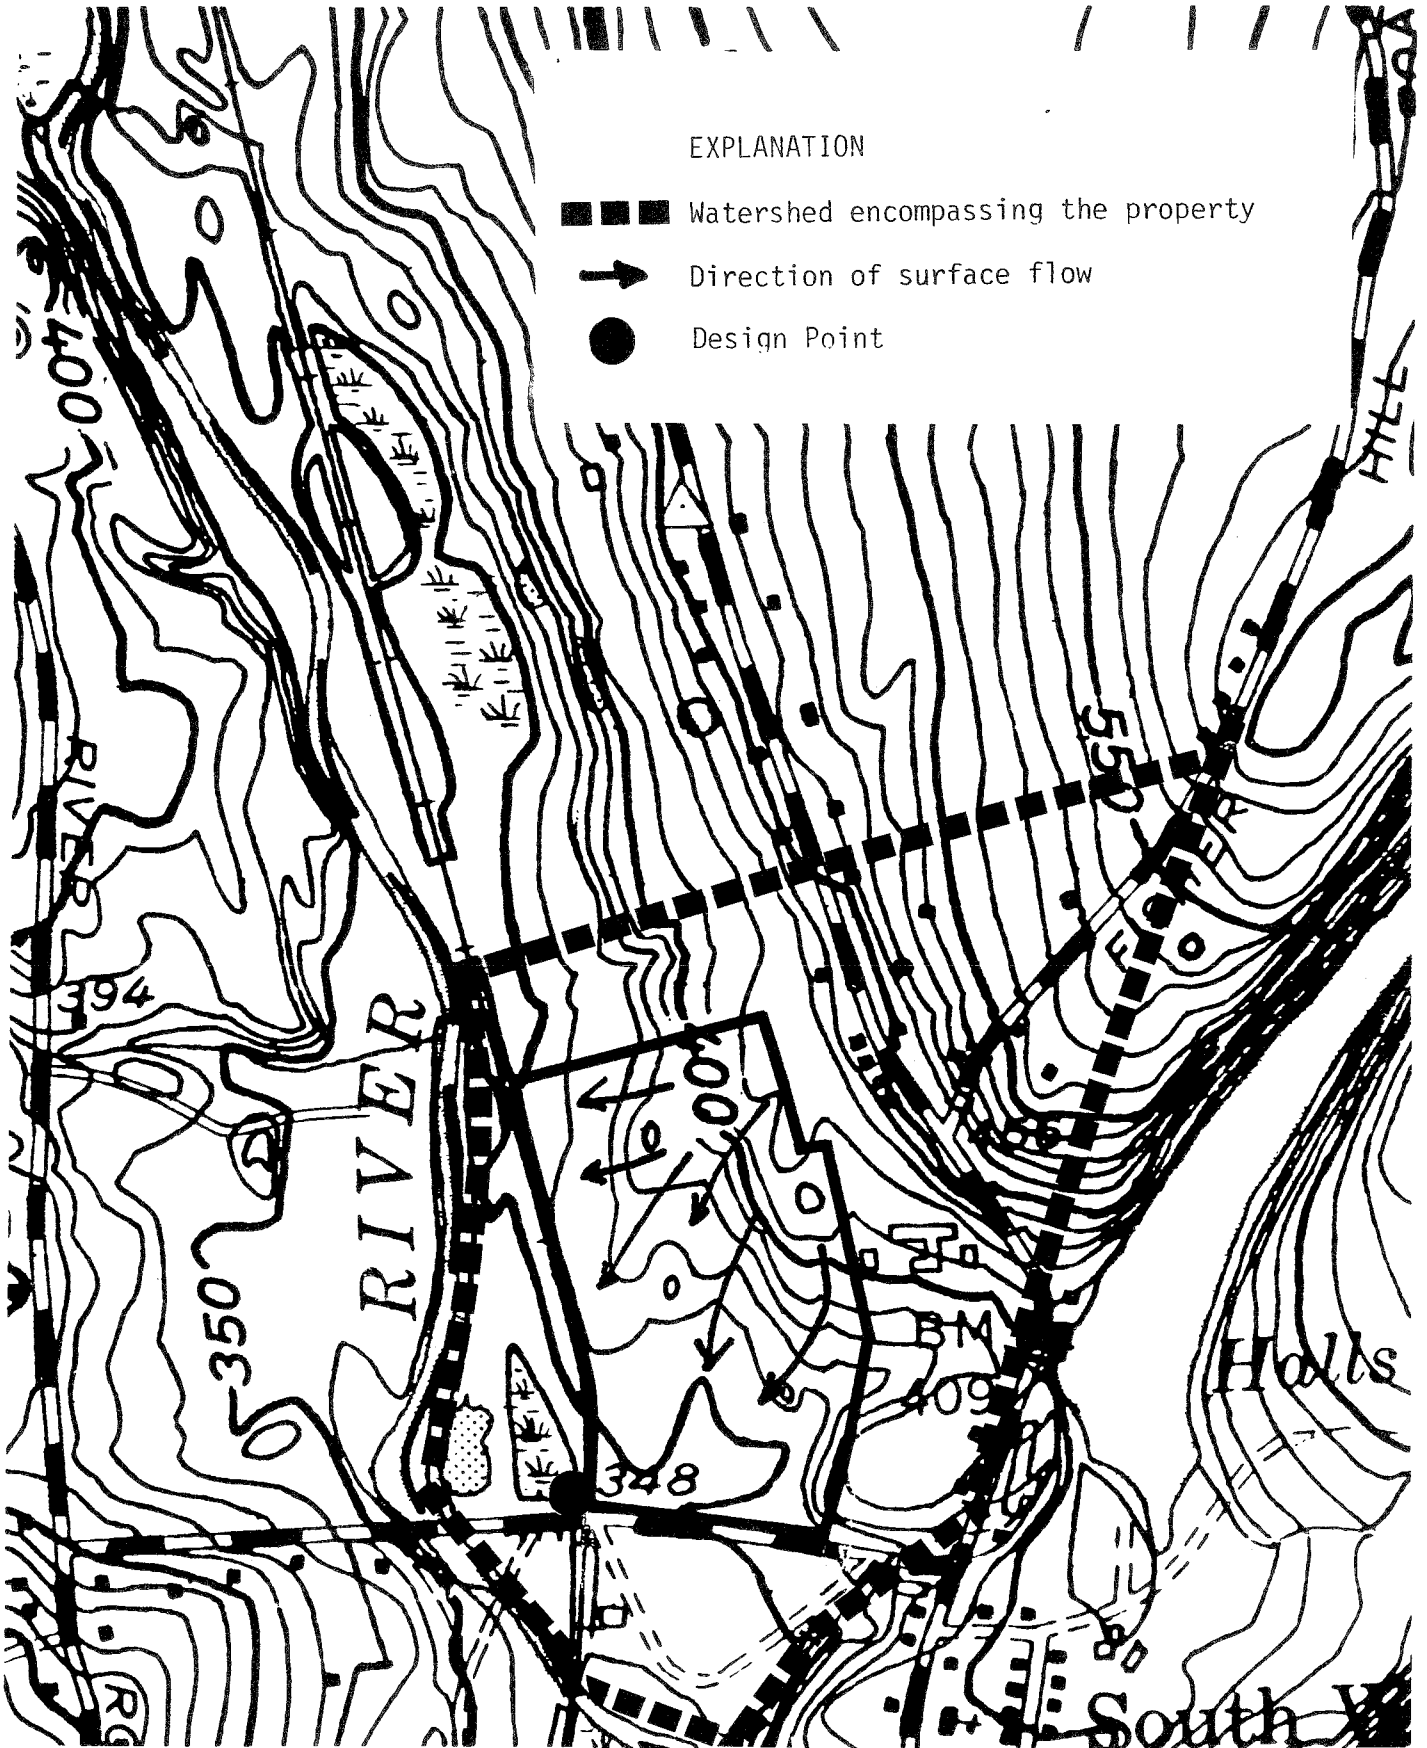 EXPLANATION
Watershed encompassing the property
Direction of surface flow
Design Point
HILL
400
550
RIVER
394
RIVER
400
350
BM
409
Halls
348
South